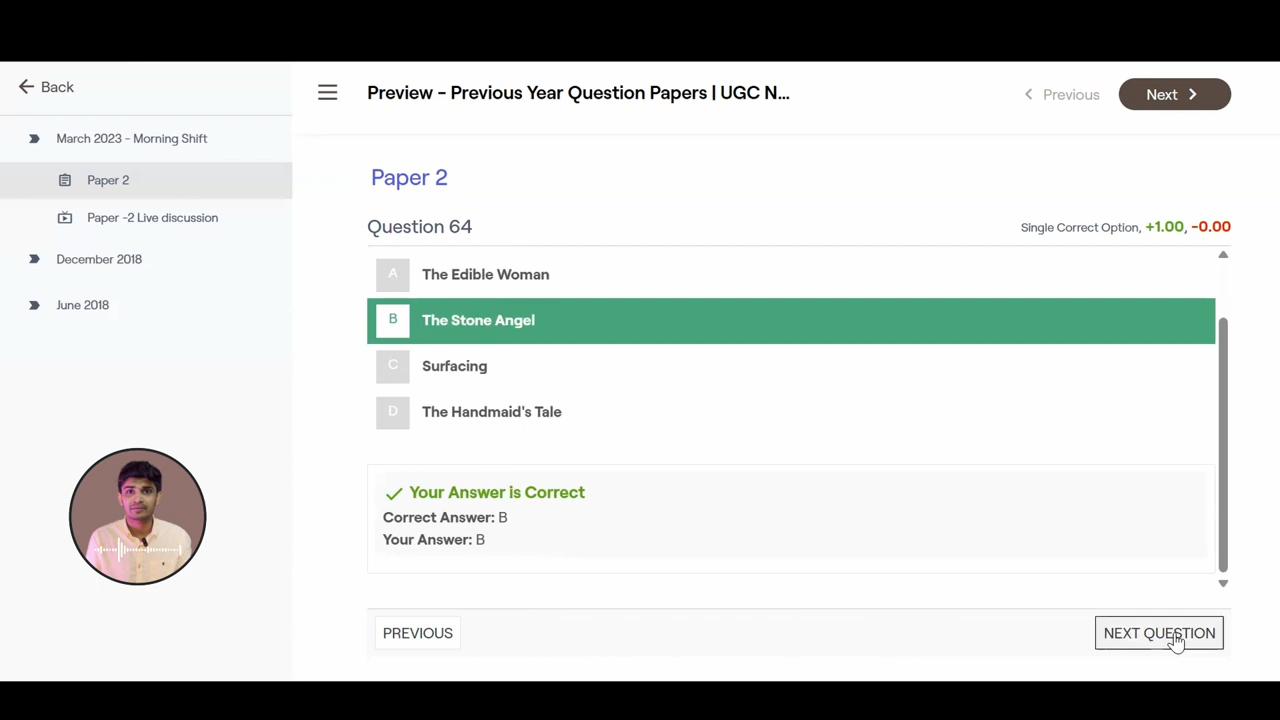 Back
Preview - Previous Year Question Papers | UGC N...
Previous
Next
March 2023 - Morning Shift
Paper 2
Paper -2 Live discussion
December 2018
June 2018
Paper 2
Question 64
Single Correct Option, +1.00, -0.00
A The Edible Woman
B The Stone Angel
C Surfacing
D The Handmaid's Tale
Your Answer is Correct
Correct Answer: B
Your Answer: B
PREVIOUS
NEXT QUESTION